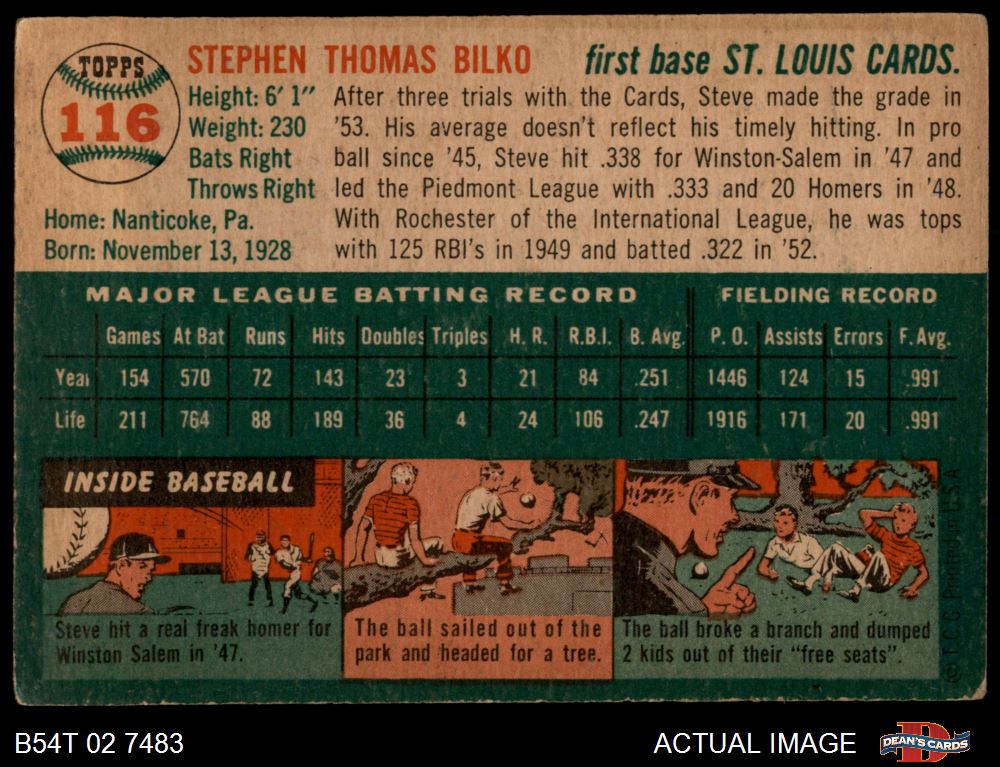 TOPPS
116
STEPHEN THOMAS BILKO first base ST. LOUIS CARDS.
Height: 6' 1"
Weight: 230
Bats Right
Throws Right
Home: Nanticoke, Pa.
Born: November 13, 1928
After three trials with the Cards, Steve made the grade in
'53. His average doesn't reflect his timely hitting. In pro
ball since '45, Steve hit .338 for Winston-Salem in '47 and
led the Piedmont League with .333 and 20 Homers in '48.
With Rochester of the International League, he was tops
with 125 RBI's in 1949 and batted .322 in '52.
MAJOR LEAGUE BATTING RECORD FIELDING RECORD
Games At Bat Runs Hits Doubles Triples H. R. R.B.I. B. Avg. P. O. Assists Errors F. Avg.
Year 154 570 72 143 23 3 21 84 .251 1446 124 15 .991
Life 211 764 88 189 36 4 24 106 .247 1916 171 20 .991
INSIDE BASEBALL
Steve hit a real freak homer for
Winston Salem in '47.
The ball sailed out of the
park and headed for a tree.
The ball broke a branch and dumped
2 kids out of their "free seats".
© T.C.G. Printed in U.S.A
B54T 02 7483
ACTUAL IMAGE
D
DEAN'S CARDS